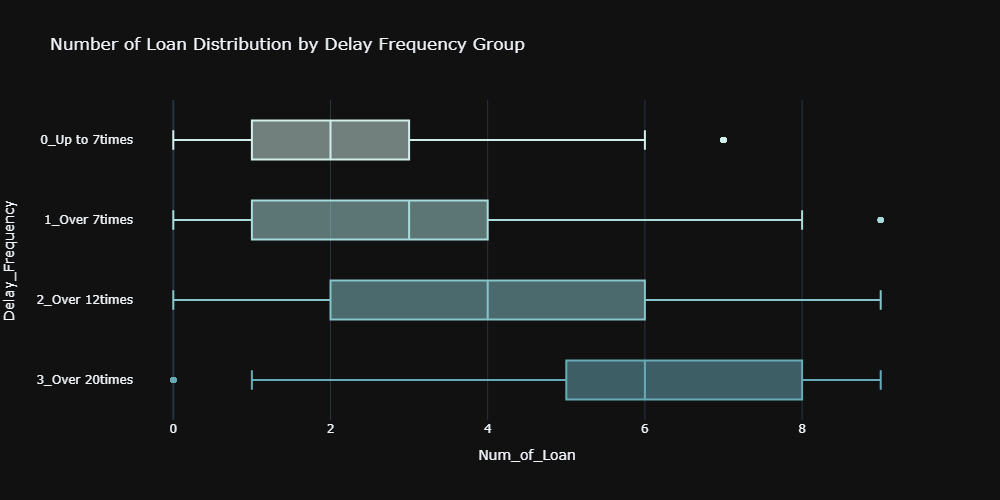 Number of Loan Distribution by Delay Frequency Group
0_Up to 7times
1_Over 7times
2_Over 12times
3_Over 20times
Delay_Frequency
0 2 4 6 8
Num_of_Loan